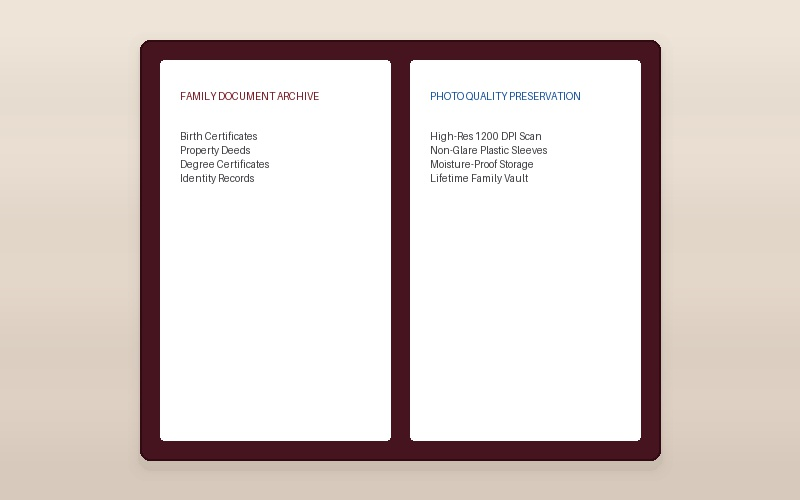 FAMILY DOCUMENT ARCHIVE
Birth Certificates
Property Deeds
Degree Certificates
Identity Records
PHOTO QUALITY PRESERVATION
High-Res 1200 DPI Scan
Non-Glare Plastic Sleeves
Moisture-Proof Storage
Lifetime Family Vault